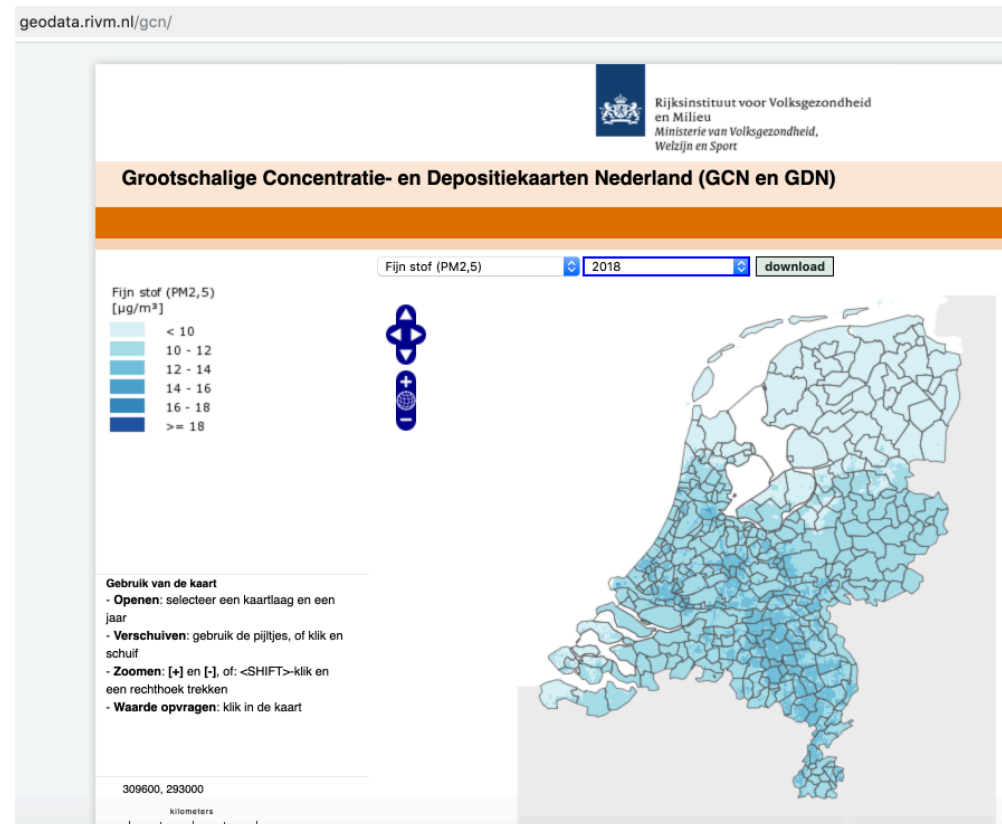 geodata.rivm.nl/gcn/
Rijksinstituut voor Volksgezondheid
en Milieu
Ministerie van Volksgezondheid,
Welzijn en Sport
Grootschalige Concentratie- en Depositiekaarten Nederland (GCN en GDN)
Fijn stof (PM2,5) 2018 download
Fijn stof (PM2,5)
[µg/m³]
< 10
10 - 12
12 - 14
14 - 16
16 - 18
>= 18
Gebruik van de kaart
- Openen: selecteer een kaartlaag en een
jaar
- Verschuiven: gebruik de pijltjes, of klik en
schuif
- Zoomen: [+] en [-], of: <SHIFT>-klik en
een rechthoek trekken
- Waarde opvragen: klik in de kaart
309600, 293000
kilometers